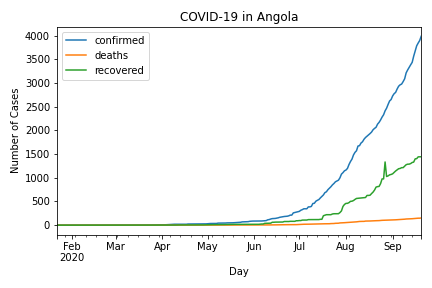 COVID-19 in Angola
confirmed
deaths
recovered
Number of Cases
4000
3500
3000
2500
2000
1500
1000
500
0
Feb Mar Apr May Jun Jul Aug Sep
2020
Day